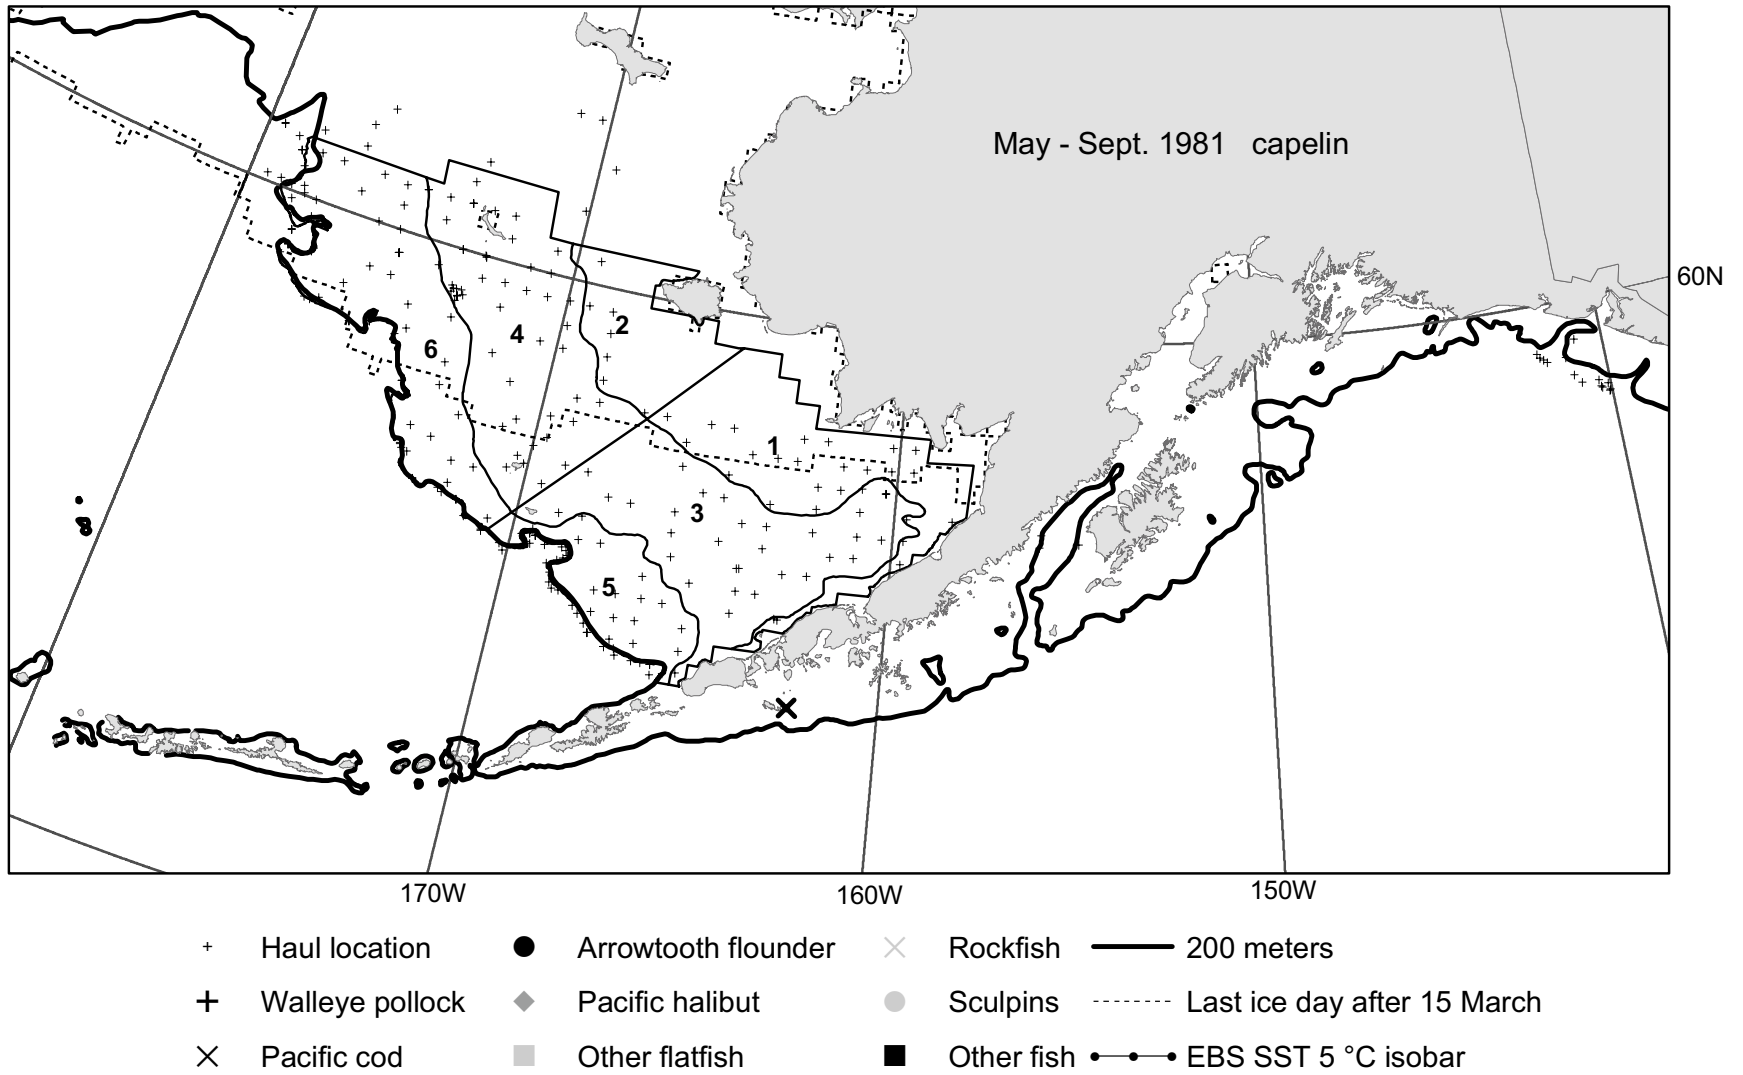 May - Sept. 1981 capelin
60N
2
4
6
1
3
5
170W
160W
150W
Haul location
Arrowtooth flounder
Rockfish
200 meters
Walleye pollock
Pacific halibut
Sculpins
Last ice day after 15 March
Pacific cod
Other flatfish
Other fish
EBS SST 5 °C isobar